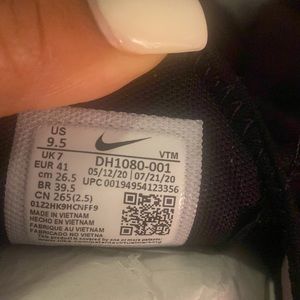 US
9.5
UK 7
EUR 41
cm 26.5
BR 39.5
CN 265(2.5)
VTM
DH1080-001
05/12/20 07/21/20
UPC 00194954123356
MADE IN VIETNAM
HECHO EN VIETNAM
FABRIQUE AU VIETNAM
FABRICADO NO VIETNAM